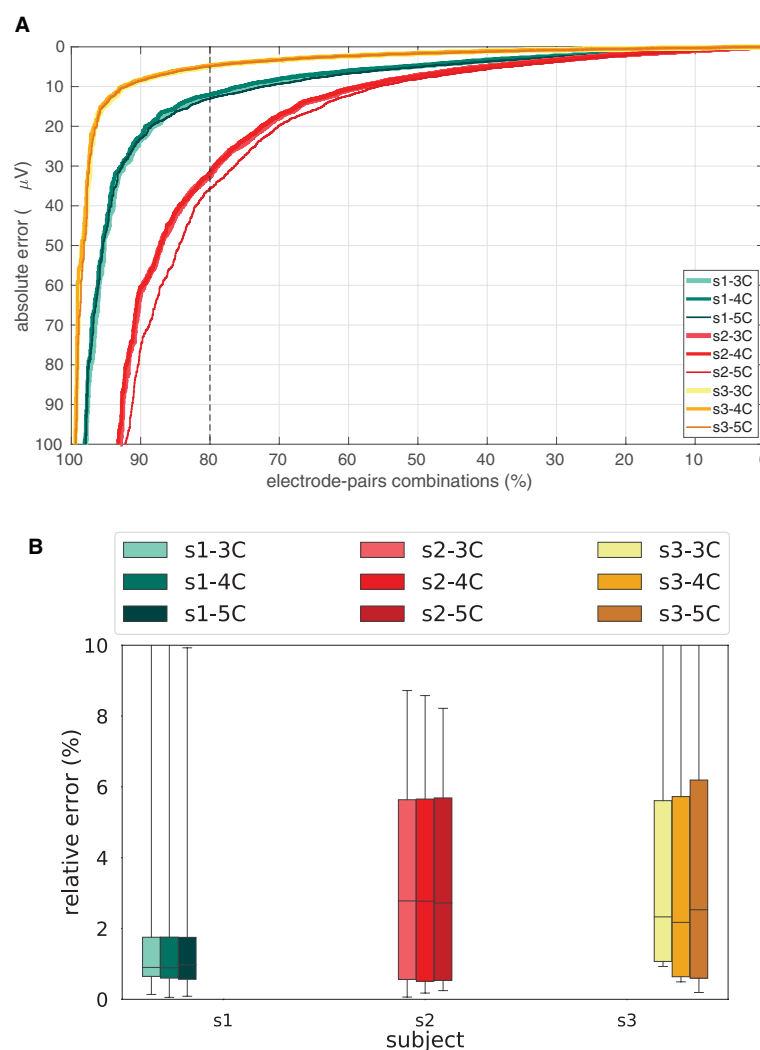 A
0
10
20
30
40
50
60
70
80
90
100
absolute error ( μV)
100 90 80 70 60 50 40 30 20 10
electrode-pairs combinations (%)
s1-3C
s1-4C
s1-5C
s2-3C
s2-4C
s2-5C
s3-3C
s3-4C
s3-5C
B
s1-3C s2-3C s3-3C
s1-4C s2-4C s3-4C
s1-5C s2-5C s3-5C
10
8
6
4
2
0
relative error (%)
s1 s2 s3
subject